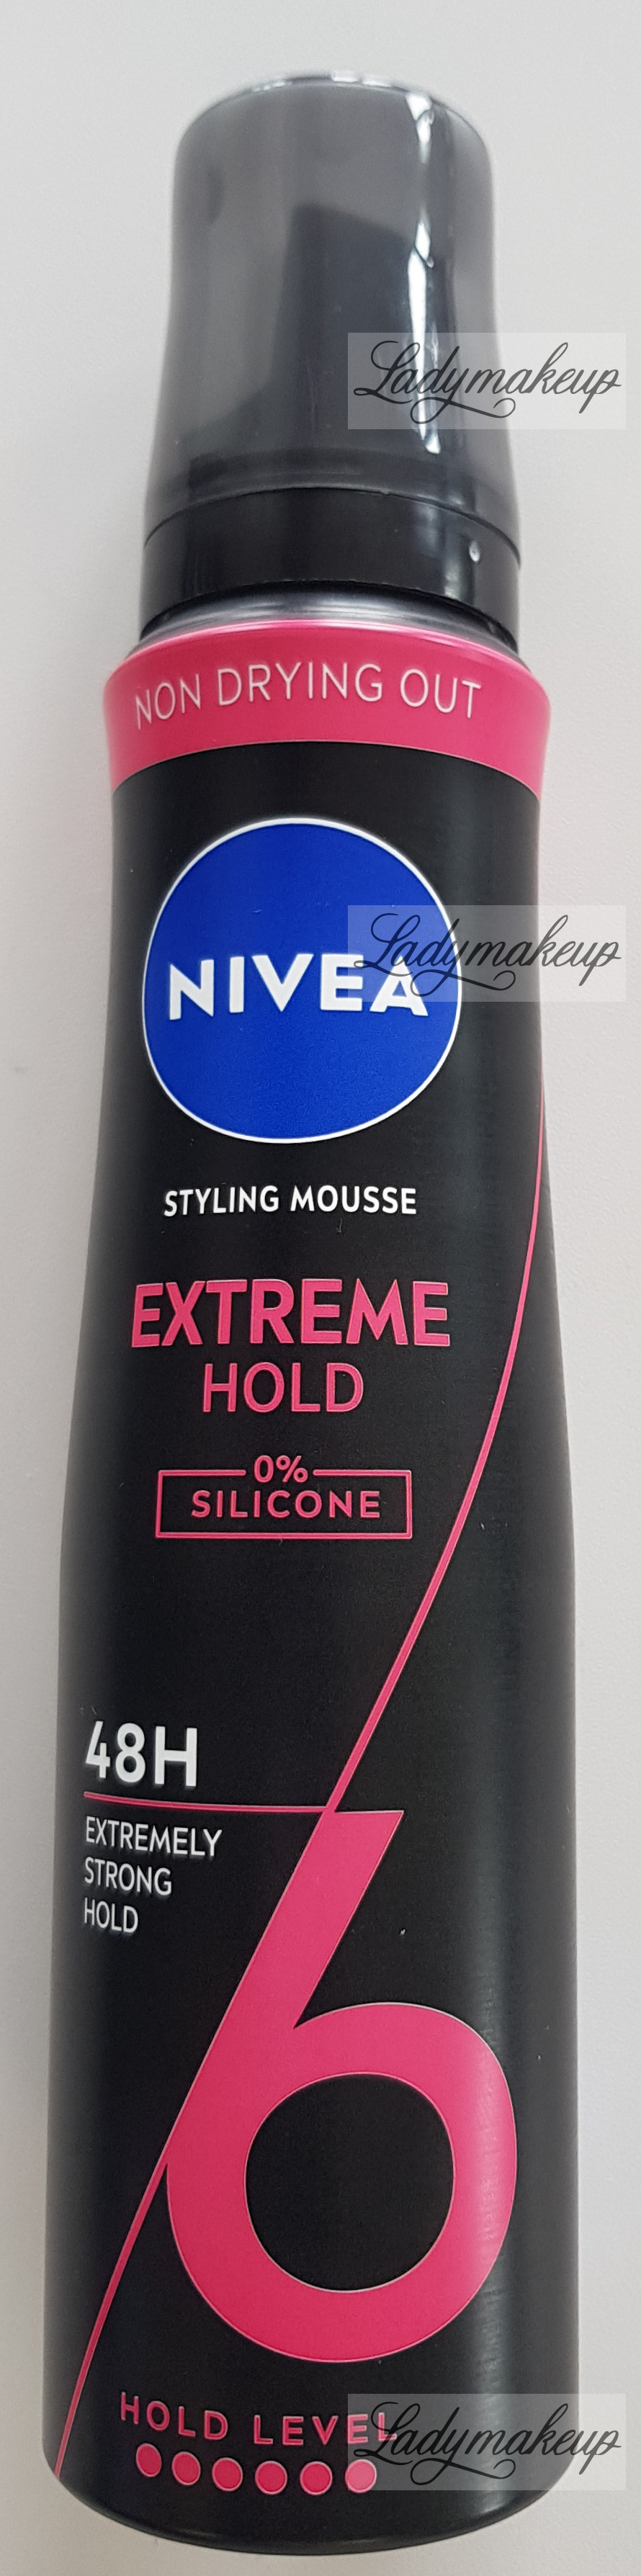 Ladymakeup
NON DRYING OUT
Ladymakeup
NIVEA
STYLING MOUSSE
EXTREME
HOLD
0%
SILICONE
48H
EXTREMELY
STRONG
HOLD
6
HOLD LEVEL
Ladymakeup